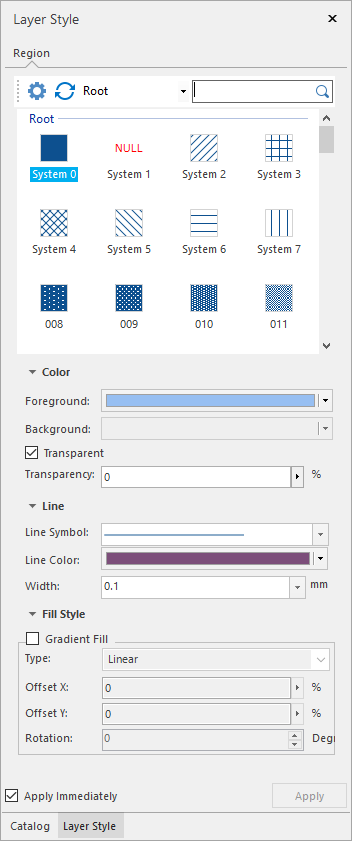 Layer Style
Region
Root
Root
System 0 NULL System 1 System 2 System 3
System 4 System 5 System 6 System 7
008 009 010 011
Color
Foreground:
Background:
Transparent
Transparency: 0 %
Line
Line Symbol:
Line Color:
Width: 0.1 mm
Fill Style
Gradient Fill
Type: Linear
Offset X: 0 %
Offset Y: 0 %
Rotation: 0 Degr
Apply Immediately Apply
Catalog Layer Style